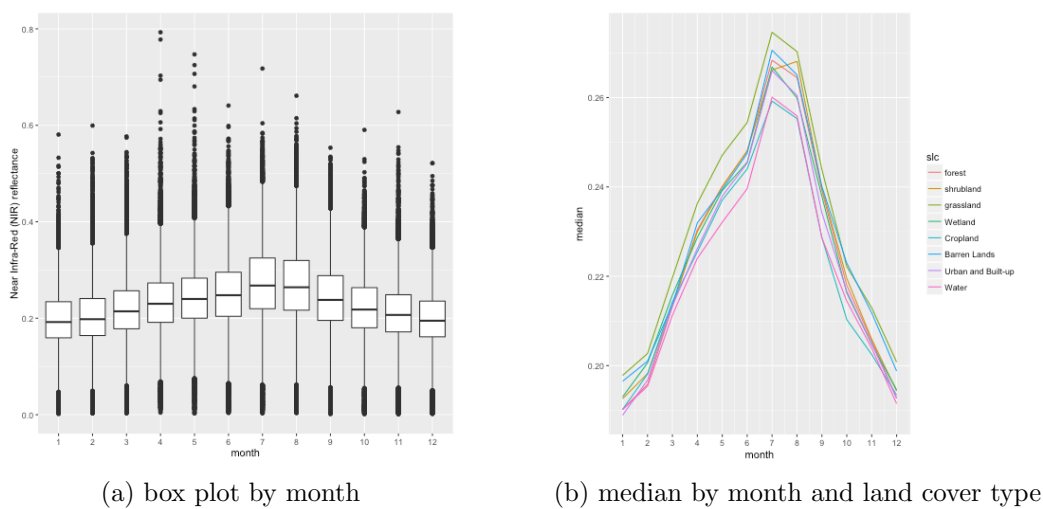 0.8
0.6
0.4
0.2
0.0
Near Intra-Red (NIR) reflectance
1 2 3 4 5 6 7 8 9 10 11 12
month
(a) box plot by month
0.26
0.24
0.22
0.20
median
1 2 3 4 5 6 7 8 9 10 11 12
month
slc
forest
shrubland
grassland
Wetland
Cropland
Barren Lands
Urban and Built-up
Water
(b) median by month and land cover type